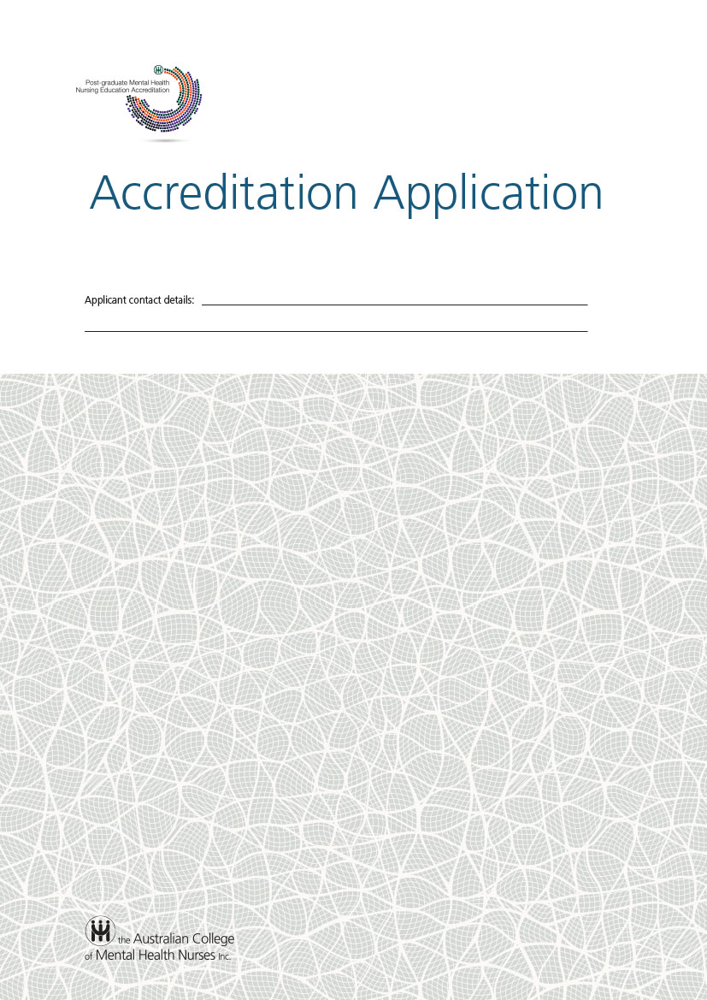 Post-graduate Mental Health
Nursing Education Accreditation
Accreditation Application
Applicant contact details:
the Australian College
of Mental Health Nurses Inc.